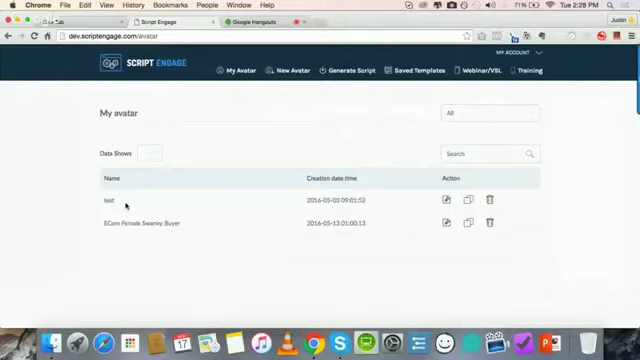 Chrome File Edit View History Bookmarks People Window Help 71% Tue 2:28 PM
Tab Script Engage Google Hangouts Justin
dev.scriptengage.com/avatar
MY ACCOUNT
SCRIPT ENGAGE My Avatar New Avatar Generate Script Saved Templates Webinar/VSL Training
My avatar All
Data Shows Search
Name Creation date time Action
test 2016-05-03 09:01:52
ECom Female Swanky Buyer 2016-05-13 01:00:13
17